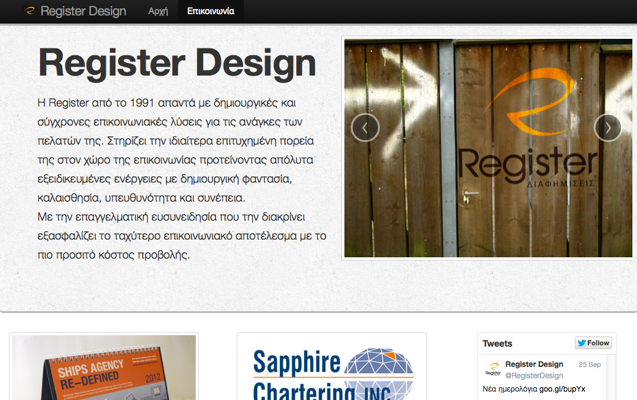 Register Design
Αρχή
Επικοινωνία
Register Design
Η Register από το 1991 απαντά με δημιουργικές και
σύγχρονες επικοινωνιακές λύσεις για τις ανάγκες των
πελατών της. Στηρίζει την ιδιαίτερα επιτυχημένη πορεία
της στον χώρο της επικοινωνίας προτείνοντας απόλυτα
εξειδικευμένες ενέργειες με δημιουργική φαντασία,
καλαισθησία, υπευθυνότητα και συνέπεια.
Με την επαγγελματική ευσυνειδησία που την διακρίνει
εξασφαλίζει το ταχύτερο επικοινωνιακό αποτέλεσμα με το
πιο προσιτό κόστος προβολής.
Register
ΔΙΑΦΗΜΙΣΕΙΣ
SHIPS AGENCY
RE-DEFINED
2012
Sapphire
Chartering INC
Tweets
Follow
Register Design
25 Sep
@RegisterDesign
Νέα ημερολόγια goo.gl/bupYx